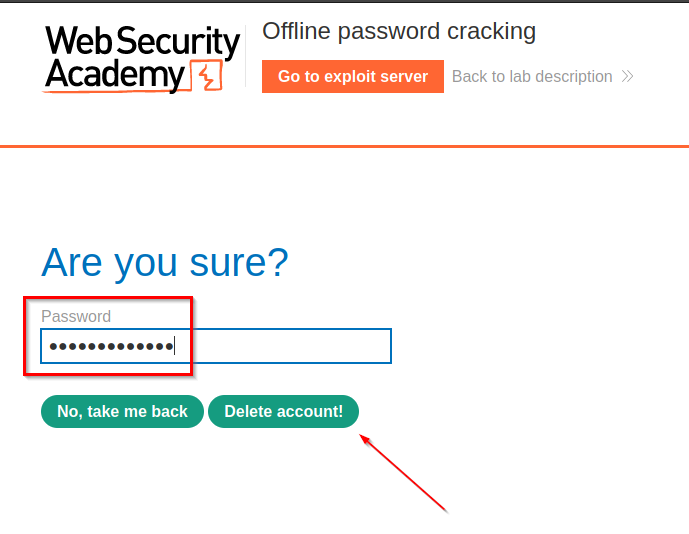 Web Security
Academy
Offline password cracking
Go to exploit server
Back to lab description
Are you sure?
Password
•••••••••••••
No, take me back
Delete account!